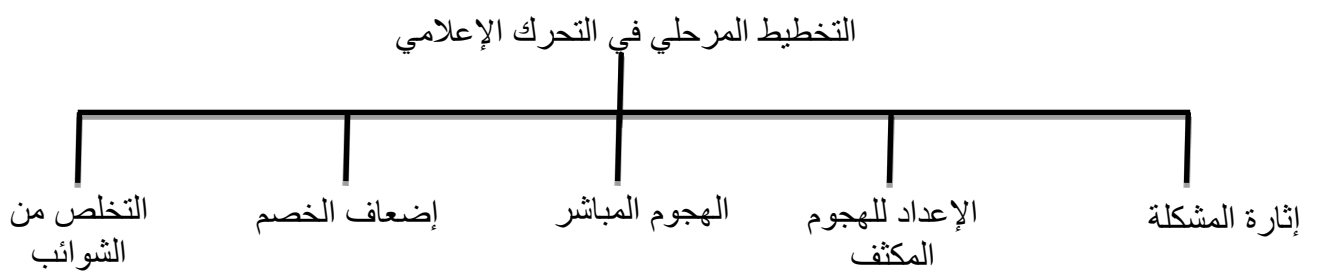 التخطيط المرحلي في التحرك الإعلامي
إثارة المشكلة
الإعداد للهجوم
المكثف
الهجوم المباشر
إضعاف الخصم
التخلص من
الشوائب